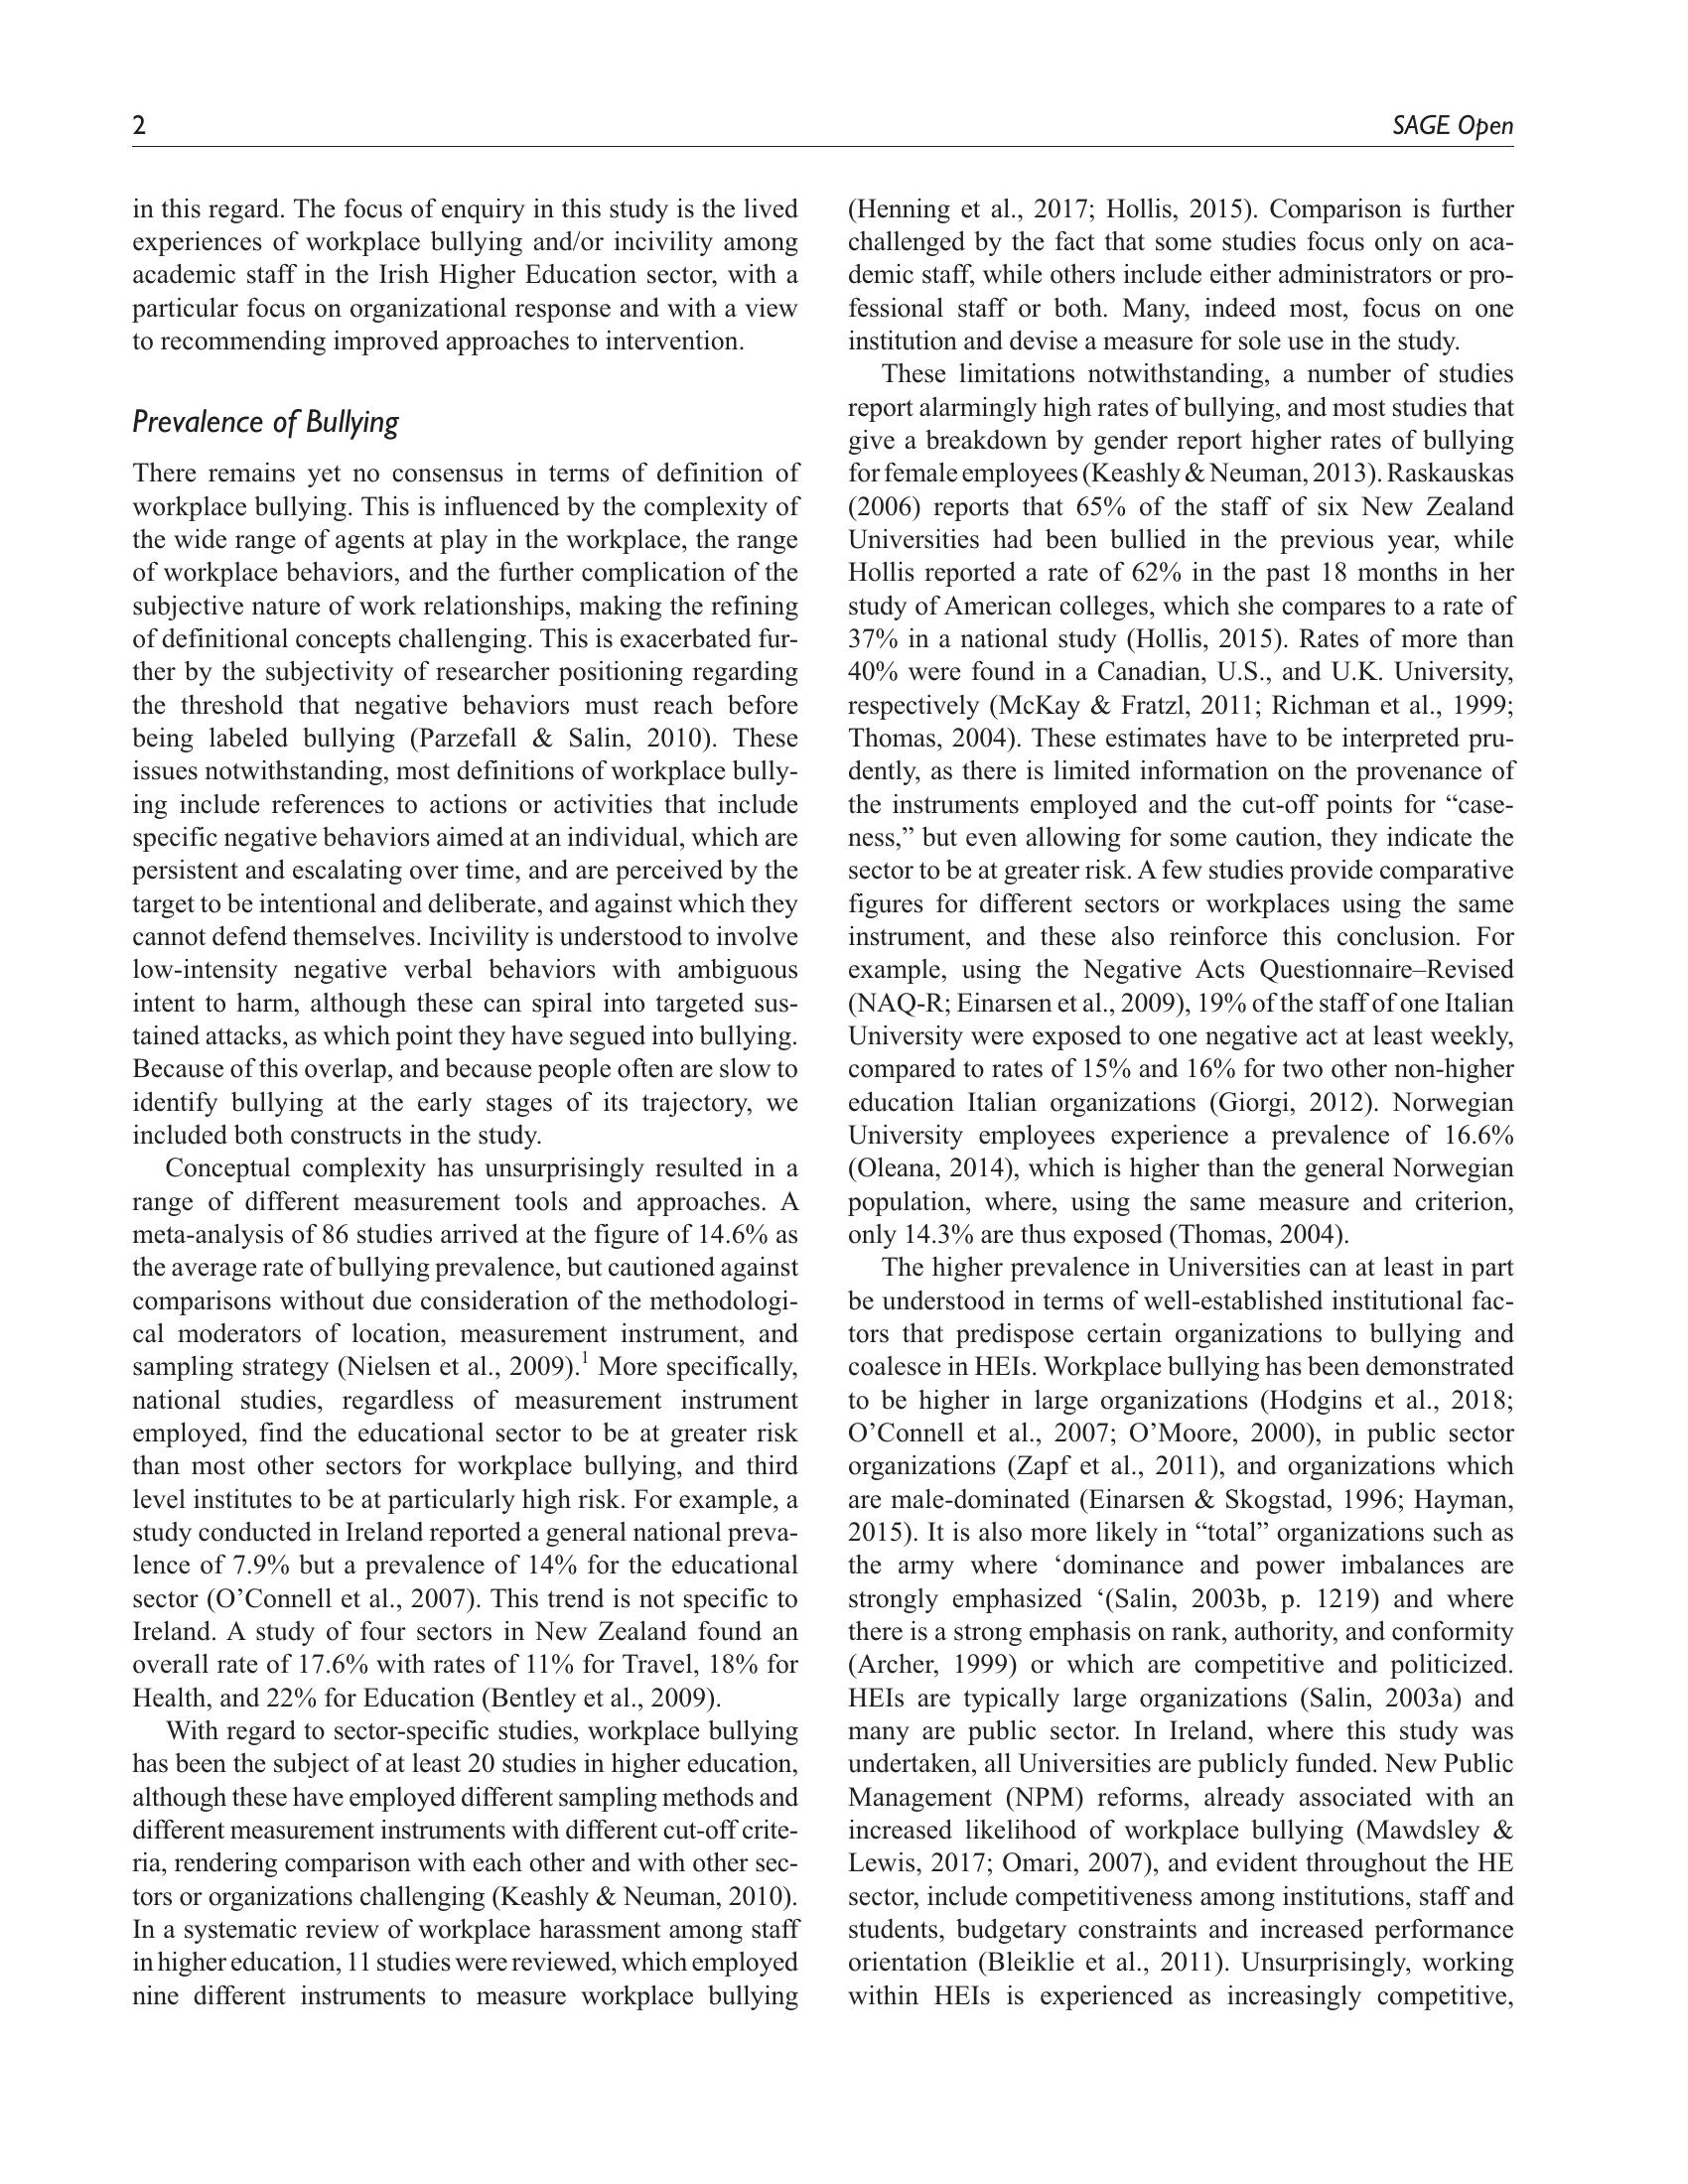 2
SAGE Open
in this regard. The focus of enquiry in this study is the lived
experiences of workplace bullying and/or incivility among
academic staff in the Irish Higher Education sector, with a
particular focus on organizational response and with a view
to recommending improved approaches to intervention.
Prevalence of Bullying
There remains yet no consensus in terms of definition of
workplace bullying. This is influenced by the complexity of
the wide range of agents at play in the workplace, the range
of workplace behaviors, and the further complication of the
subjective nature of work relationships, making the refining
of definitional concepts challenging. This is exacerbated fur-
ther by the subjectivity of researcher positioning regarding
the threshold that negative behaviors must reach before
being labeled bullying (Parzefall & Salin, 2010). These
issues notwithstanding, most definitions of workplace bully-
ing include references to actions or activities that include
specific negative behaviors aimed at an individual, which are
persistent and escalating over time, and are perceived by the
target to be intentional and deliberate, and against which they
cannot defend themselves. Incivility is understood to involve
low-intensity negative verbal behaviors with ambiguous
intent to harm, although these can spiral into targeted sus-
tained attacks, as which point they have segued into bullying.
Because of this overlap, and because people often are slow to
identify bullying at the early stages of its trajectory, we
included both constructs in the study.
Conceptual complexity has unsurprisingly resulted in a
range of different measurement tools and approaches. A
meta-analysis of 86 studies arrived at the figure of 14.6% as
the average rate of bullying prevalence, but cautioned against
comparisons without due consideration of the methodologi-
cal moderators of location, measurement instrument, and
sampling strategy (Nielsen et al., 2009).1 More specifically,
national studies, regardless of measurement instrument
employed, find the educational sector to be at greater risk
than most other sectors for workplace bullying, and third
level institutes to be at particularly high risk. For example, a
study conducted in Ireland reported a general national preva-
lence of 7.9% but a prevalence of 14% for the educational
sector (O’Connell et al., 2007). This trend is not specific to
Ireland. A study of four sectors in New Zealand found an
overall rate of 17.6% with rates of 11% for Travel, 18% for
Health, and 22% for Education (Bentley et al., 2009).
With regard to sector-specific studies, workplace bullying
has been the subject of at least 20 studies in higher education,
although these have employed different sampling methods and
different measurement instruments with different cut-off crite-
ria, rendering comparison with each other and with other sec-
tors or organizations challenging (Keashly & Neuman, 2010).
In a systematic review of workplace harassment among staff
in higher education, 11 studies were reviewed, which employed
nine different instruments to measure workplace bullying
(Henning et al., 2017; Hollis, 2015). Comparison is further
challenged by the fact that some studies focus only on aca-
demic staff, while others include either administrators or pro-
fessional staff or both. Many, indeed most, focus on one
institution and devise a measure for sole use in the study.
These limitations notwithstanding, a number of studies
report alarmingly high rates of bullying, and most studies that
give a breakdown by gender report higher rates of bullying
for female employees (Keashly & Neuman, 2013). Raskauskas
(2006) reports that 65% of the staff of six New Zealand
Universities had been bullied in the previous year, while
Hollis reported a rate of 62% in the past 18 months in her
study of American colleges, which she compares to a rate of
37% in a national study (Hollis, 2015). Rates of more than
40% were found in a Canadian, U.S., and U.K. University,
respectively (McKay & Fratzl, 2011; Richman et al., 1999;
Thomas, 2004). These estimates have to be interpreted pru-
dently, as there is limited information on the provenance of
the instruments employed and the cut-off points for “case-
ness,” but even allowing for some caution, they indicate the
sector to be at greater risk. A few studies provide comparative
figures for different sectors or workplaces using the same
instrument, and these also reinforce this conclusion. For
example, using the Negative Acts Questionnaire–Revised
(NAQ-R; Einarsen et al., 2009), 19% of the staff of one Italian
University were exposed to one negative act at least weekly,
compared to rates of 15% and 16% for two other non-higher
education Italian organizations (Giorgi, 2012). Norwegian
University employees experience a prevalence of 16.6%
(Oleana, 2014), which is higher than the general Norwegian
population, where, using the same measure and criterion,
only 14.3% are thus exposed (Thomas, 2004).
The higher prevalence in Universities can at least in part
be understood in terms of well-established institutional fac-
tors that predispose certain organizations to bullying and
coalesce in HEIs. Workplace bullying has been demonstrated
to be higher in large organizations (Hodgins et al., 2018;
O’Connell et al., 2007; O’Moore, 2000), in public sector
organizations (Zapf et al., 2011), and organizations which
are male-dominated (Einarsen & Skogstad, 1996; Hayman,
2015). It is also more likely in “total” organizations such as
the army where ‘dominance and power imbalances are
strongly emphasized ‘(Salin, 2003b, p. 1219) and where
there is a strong emphasis on rank, authority, and conformity
(Archer, 1999) or which are competitive and politicized.
HEIs are typically large organizations (Salin, 2003a) and
many are public sector. In Ireland, where this study was
undertaken, all Universities are publicly funded. New Public
Management (NPM) reforms, already associated with an
increased likelihood of workplace bullying (Mawdsley &
Lewis, 2017; Omari, 2007), and evident throughout the HE
sector, include competitiveness among institutions, staff and
students, budgetary constraints and increased performance
orientation (Bleiklie et al., 2011). Unsurprisingly, working
within HEIs is experienced as increasingly competitive,